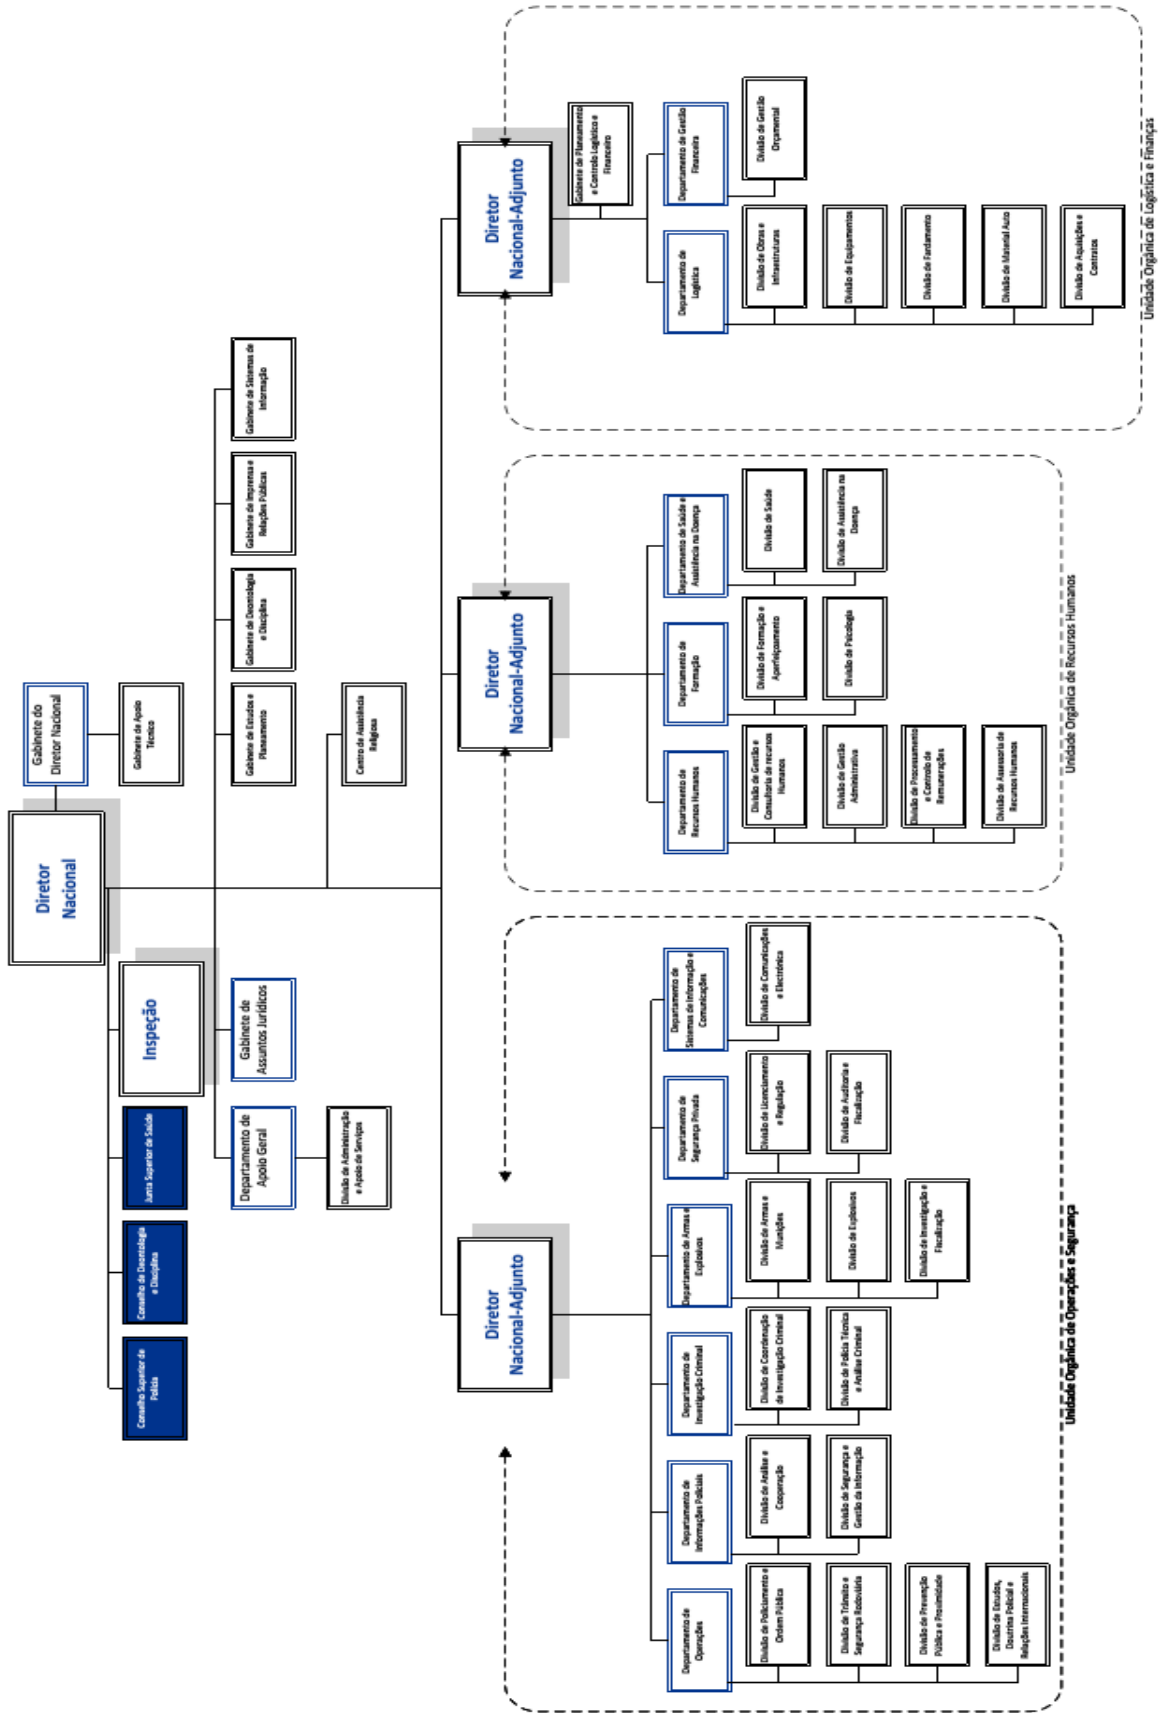 Diretor
Nacional
Gabinete do
Diretor Nacional
Gabinete de Apoio
Técnico
Inspeção
Junta Superior de Saúde
Conselho de Deontologia
e Disciplina
Conselho Superior de
Polícia
Departamento de
Apoio Geral
Gabinete de
Assuntos Jurídicos
Gabinete de Estudos e
Planeamento
Gabinete de Deontologia
e Disciplina
Gabinete de Imprensa e
Relações Públicas
Gabinete de Sistemas de
Informação
Divisão de Administração
e Apoio de Serviços
Centro de Assistência
Religiosa
Diretor
Nacional-Adjunto
Departamento de
Operações
Divisão de Policiamento e
Ordem Pública
Divisão de Trânsito e
Segurança Rodoviária
Divisão de Prevenção
Pública e Proximidade
Divisão de Estudos,
Doutrina Policial e
Relações Internacionais
Departamento de
Informações Policiais
Divisão de Análise e
Cooperação
Divisão de Segurança e
Gestão da Informação
Departamento de
Investigação Criminal
Divisão de Coordenação
de Investigação Criminal
Divisão de Polícia Técnica
e Análise Criminal
Departamento de Armas e
Explosivos
Divisão de Armas e
Munições
Divisão de Explosivos
Divisão de Investigação e
Fiscalização
Departamento de
Segurança Privada
Divisão de Licenciamento
e Regulação
Divisão de Auditoria e
Fiscalização
Departamento de
Sistemas de Informação e
Comunicações
Divisão de Comunicações
e Electrónica
Unidade Orgânica de Operações e Segurança
Diretor
Nacional-Adjunto
Departamento de
Recursos Humanos
Divisão de Gestão e
Consultoria de recursos
Humanos
Divisão de Gestão
Administrativa
Divisão de Processamento
e Controlo de
Remunerações
Divisão de Assessoria de
Recursos Humanos
Departamento de
Formação
Divisão de Formação e
Aperfeiçoamento
Divisão de Psicologia
Departamento de Saúde e
Assistência na Doença
Divisão de Saúde
Divisão de Assistência na
Doença
Unidade Orgânica de Recursos Humanos
Diretor
Nacional-Adjunto
Gabinete de Planeamento
e Controlo Logístico e
Financeiro
Departamento de
Logística
Divisão de Obras e
Infraestruturas
Divisão de Equipamentos
Divisão de Fardamento
Divisão de Material Auto
Divisão de Aquisições e
Contratos
Departamento de Gestão
Financeira
Divisão de Gestão
Orçamental
Unidade Orgânica de Logística e Finanças